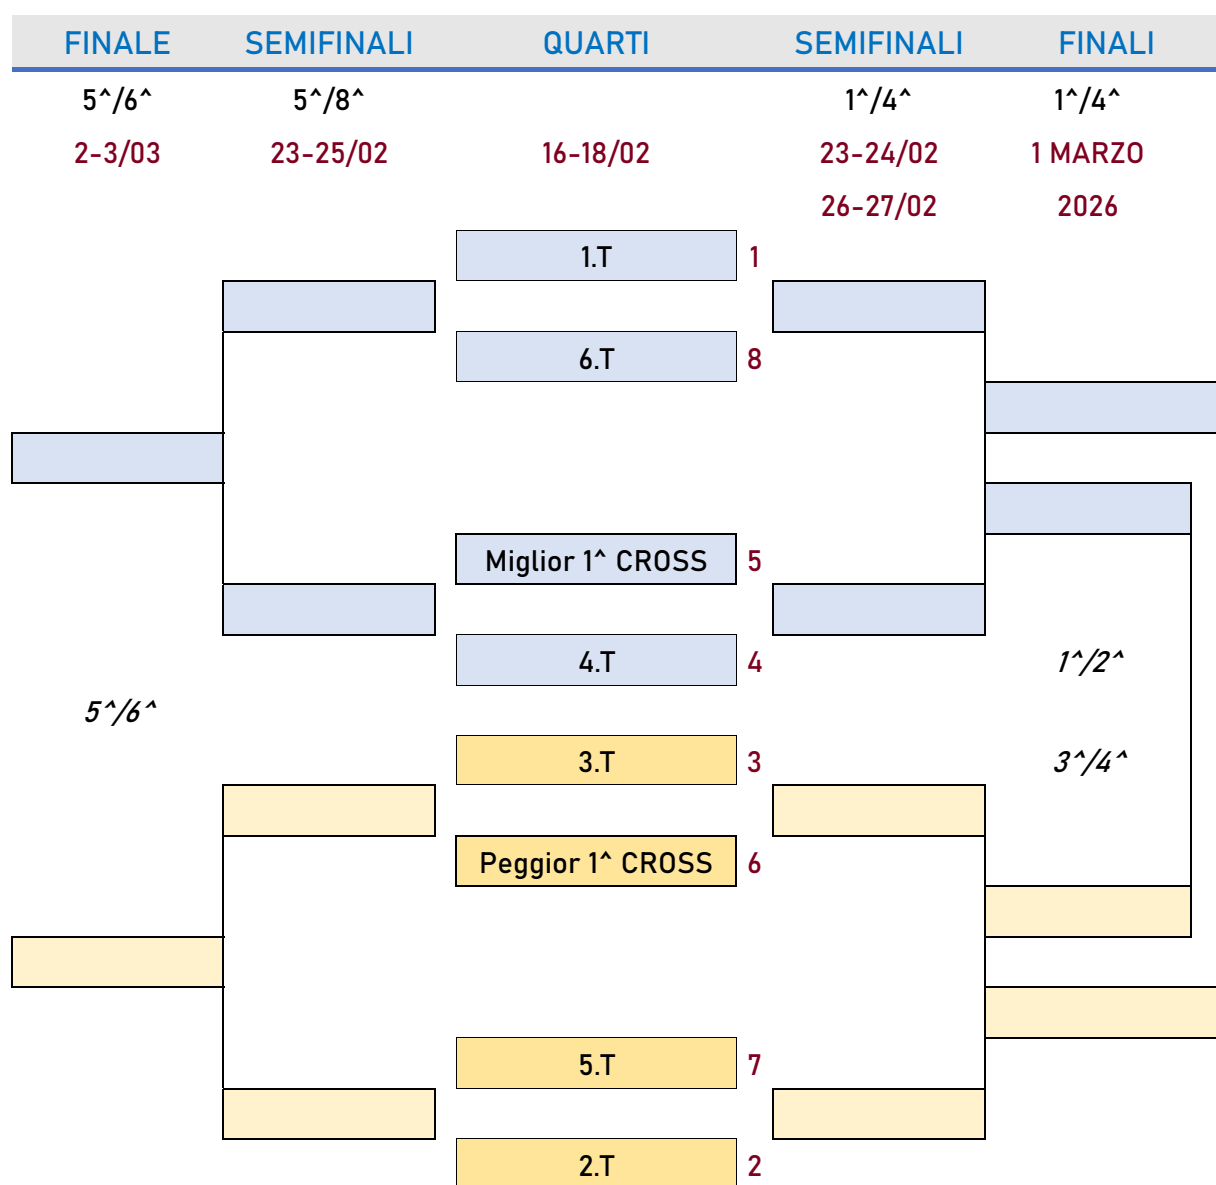 FINALE SEMIFINALI QUARTI SEMIFINALI FINALI
5^/6^ 5^/8^ 1^/4^ 1^/4^
2-3/03 23-25/02 16-18/02 23-24/02 1 MARZO
26-27/02 2026
1.T 1
6.T 8
Miglior 1^ CROSS 5
4.T 4
1^/2^
5^/6^
3.T 3
3^/4^
Peggior 1^ CROSS 6
5.T 7
2.T 2